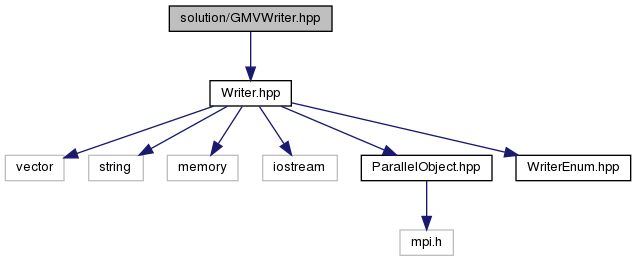 solution/GMVWriter.hpp
Writer.hpp
vector
string
memory
iostream
ParallelObject.hpp
WriterEnum.hpp
mpi.h